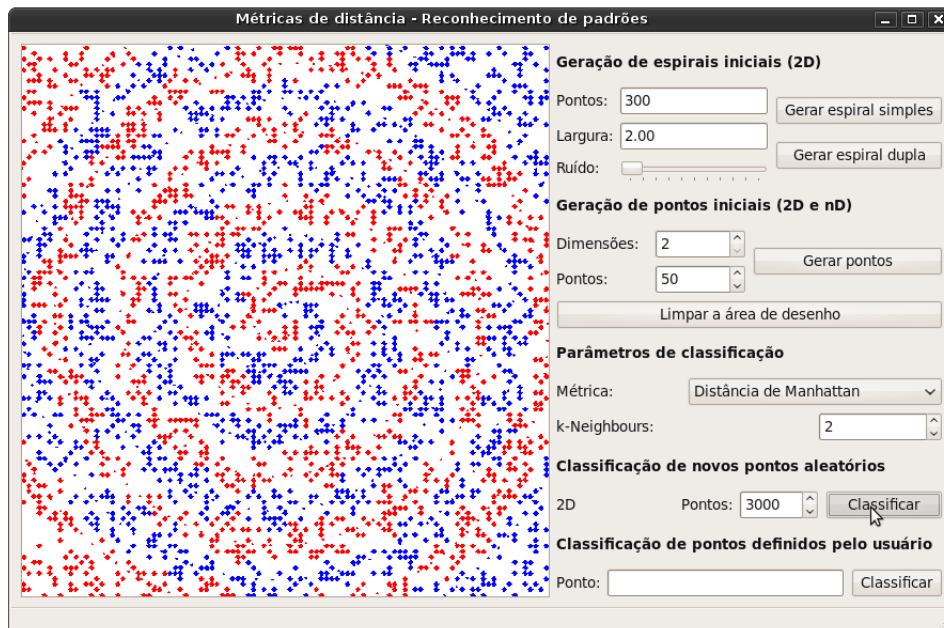 Métricas de distância - Reconhecimento de padrões
Geração de espirais iniciais (2D)
Pontos: 300
Gerar espiral simples
Largura: 2.00
Gerar espiral dupla
Ruído:
Geração de pontos iniciais (2D e nD)
Dimensões: 2
Gerar pontos
Pontos: 50
Limpar a área de desenho
Parâmetros de classificação
Métrica: Distância de Manhattan
k-Neighbours: 2
Classificação de novos pontos aleatórios
2D Pontos: 3000 Classificar
Classificação de pontos definidos pelo usuário
Ponto: Classificar